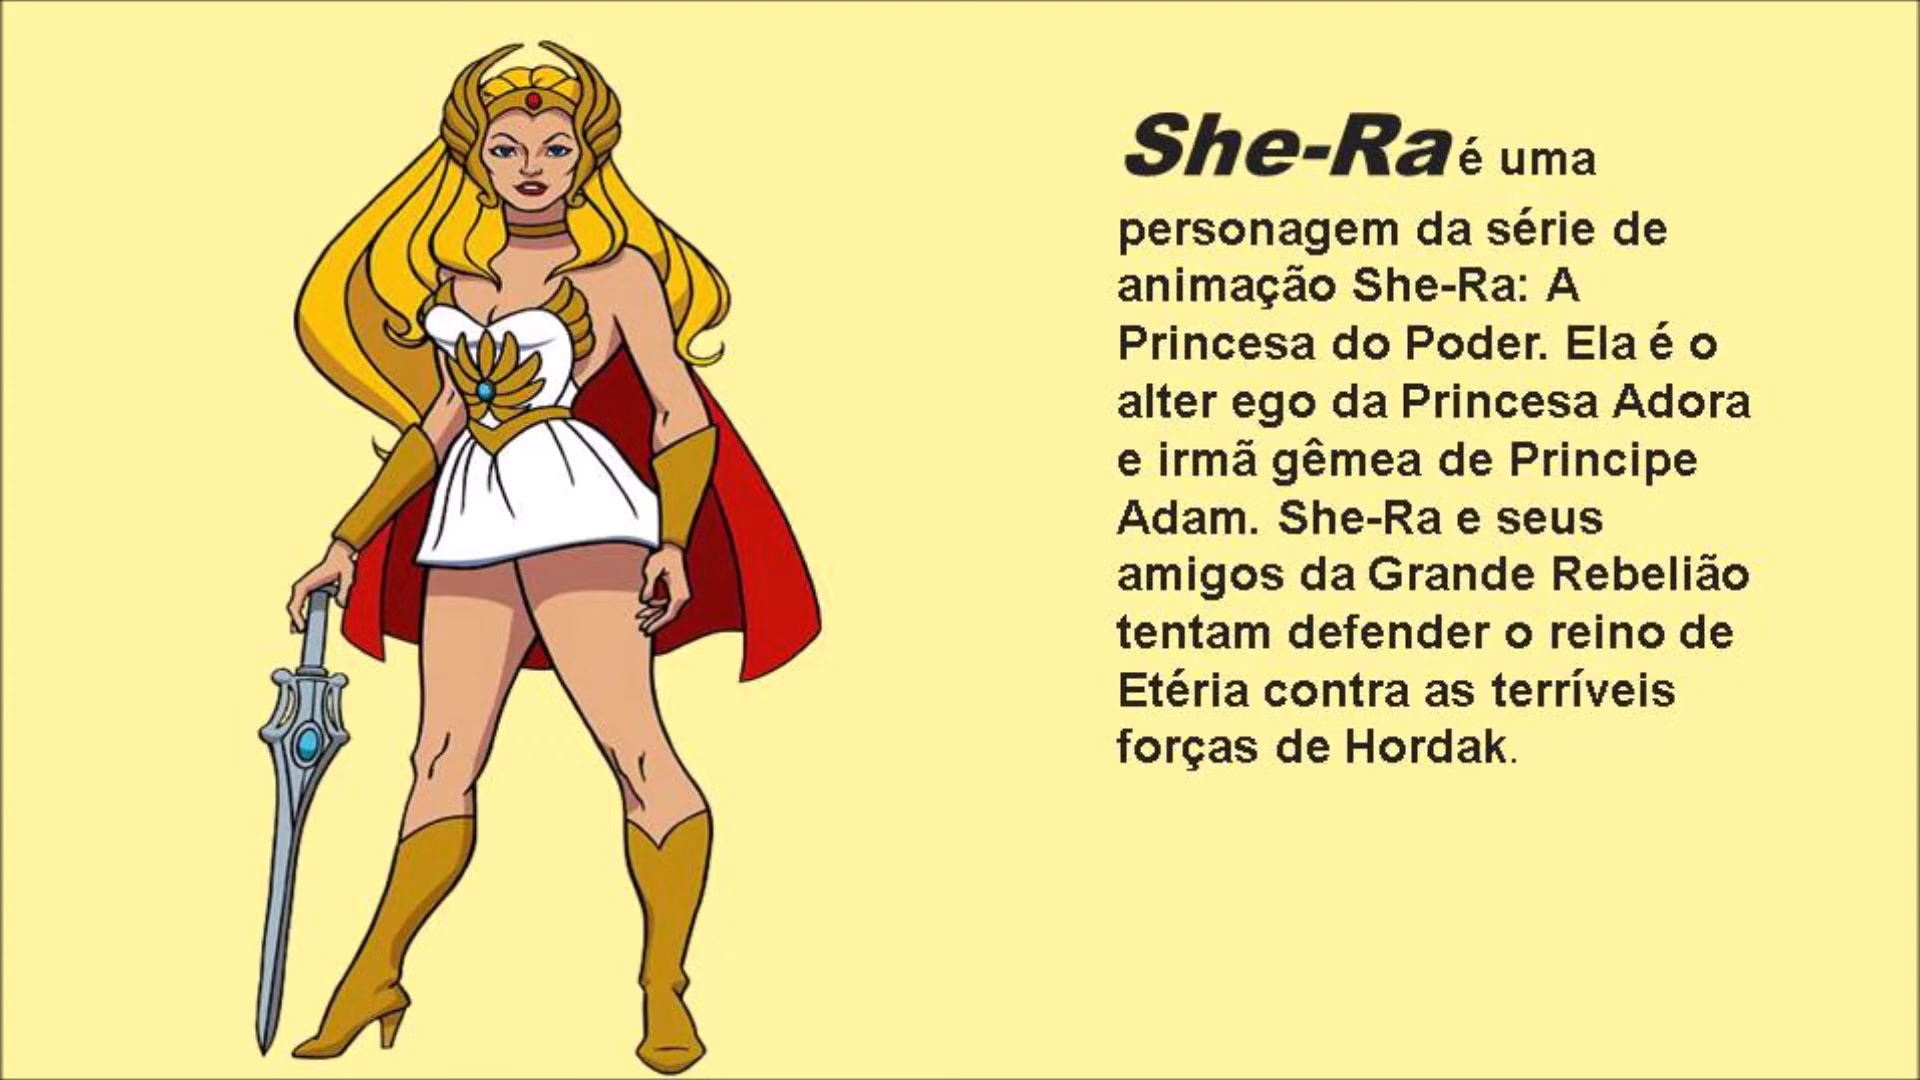 She-Ra é uma
personagem da série de
animação She-Ra: A
Princesa do Poder. Ela é o
alter ego da Princesa Adora
e irmã gêmea de Principe
Adam. She-Ra e seus
amigos da Grande Rebelião
tentam defender o reino de
Etéria contra as terríveis
forças de Hordak.